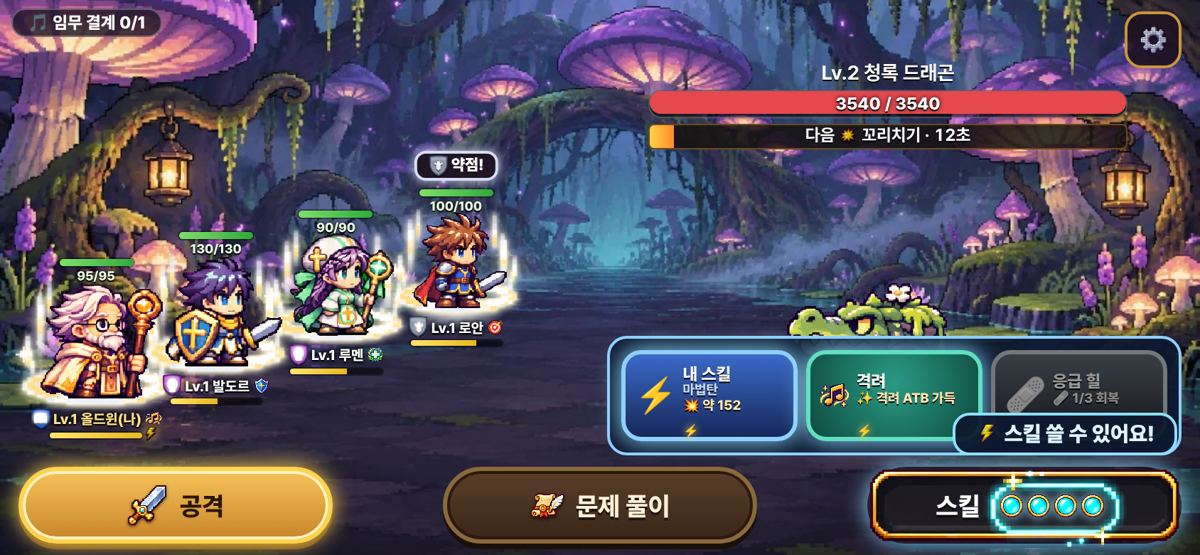 임무 결계 0/1
Lv.2 청록 드래곤
3540 / 3540
다음 꼬리치기 · 12초
약점!
100/100
90/90
130/130
95/95
Lv.1 로안
Lv.1 루멘
Lv.1 발도르
Lv.1 올드윈(나)
내 스킬
마법탄
약 152
격려
격려 ATB 가득
응급 힐
1/3 회복
스킬 쓸 수 있어요!
공격
문제 풀이
스킬